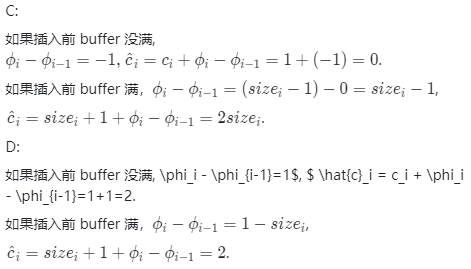 C:
如果插入前 buffer 没满,
$\phi_i - \phi_{i-1} = -1, \hat{c}_i = c_i + \phi_i - \phi_{i-1} = 1 + (-1) = 0.$
如果插入前 buffer 满，$\phi_i - \phi_{i-1} = (size_i - 1) - 0 = size_i - 1,$
$\hat{c}_i = size_i + 1 + \phi_i - \phi_{i-1} = 2size_i.$
D:
如果插入前 buffer 没满, \phi_i - \phi_{i-1}=1$, $ \hat{c}_i = c_i + \phi_i
- \phi_{i-1}=1+1=2.
如果插入前 buffer 满，$\phi_i - \phi_{i-1} = 1 - size_i,$
$\hat{c}_i = size_i + 1 + \phi_i - \phi_{i-1} = 2.$